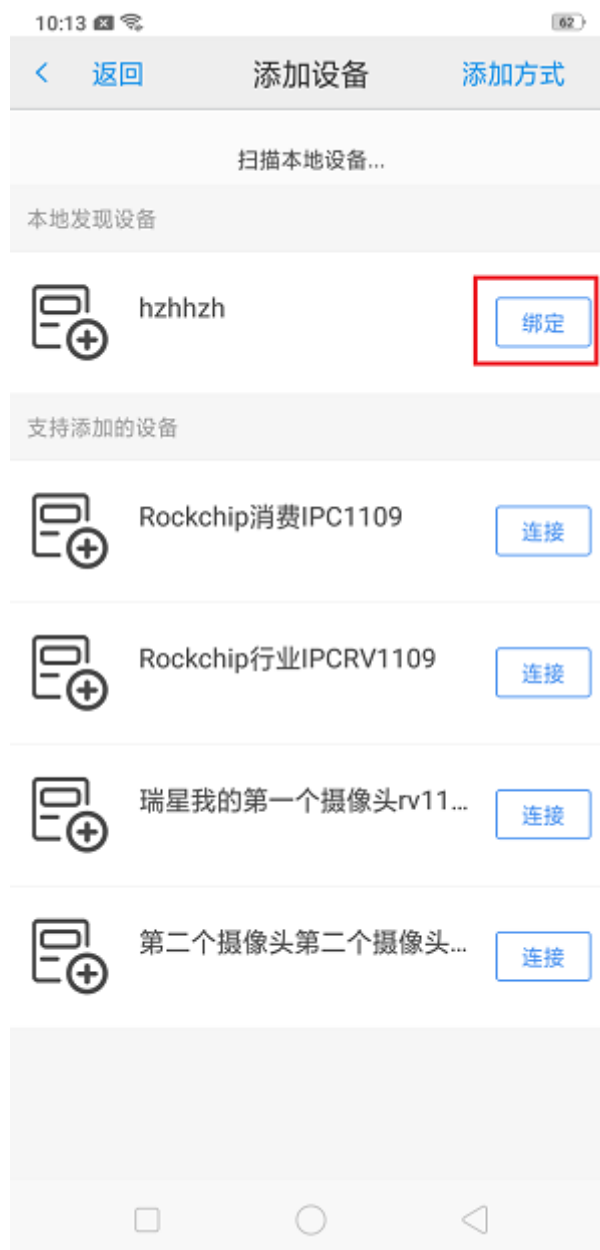 10:13
62
返回
添加设备
添加方式
扫描本地设备...
本地发现设备
hzhhzh
绑定
支持添加的设备
Rockchip消费IPC1109
连接
Rockchip行业IPCRV1109
连接
瑞星我的第一个摄像头rv11...
连接
第二个摄像头第二个摄像头...
连接